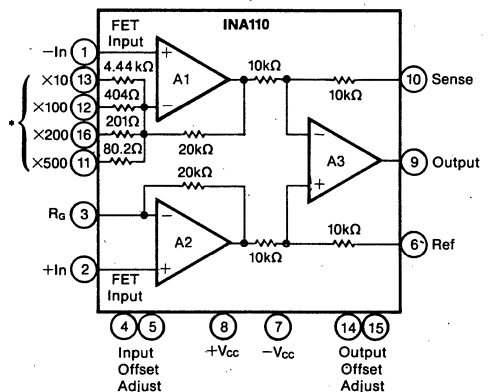 INA110
FET
Input
−In 1
×10 13 4.44kΩ
×100 12 404Ω
×200 16 201Ω
×500 11 80.2Ω
*
+
A1
−
10kΩ
10kΩ
10 Sense
20kΩ
20kΩ
−
A3
+
9 Output
RG 3
−
A2
+
10kΩ
10kΩ
6 Ref
+In 2
FET
Input
4 5
Input
Offset
Adjust
8
+VCC
7
−VCC
14 15
Output
Offset
Adjust